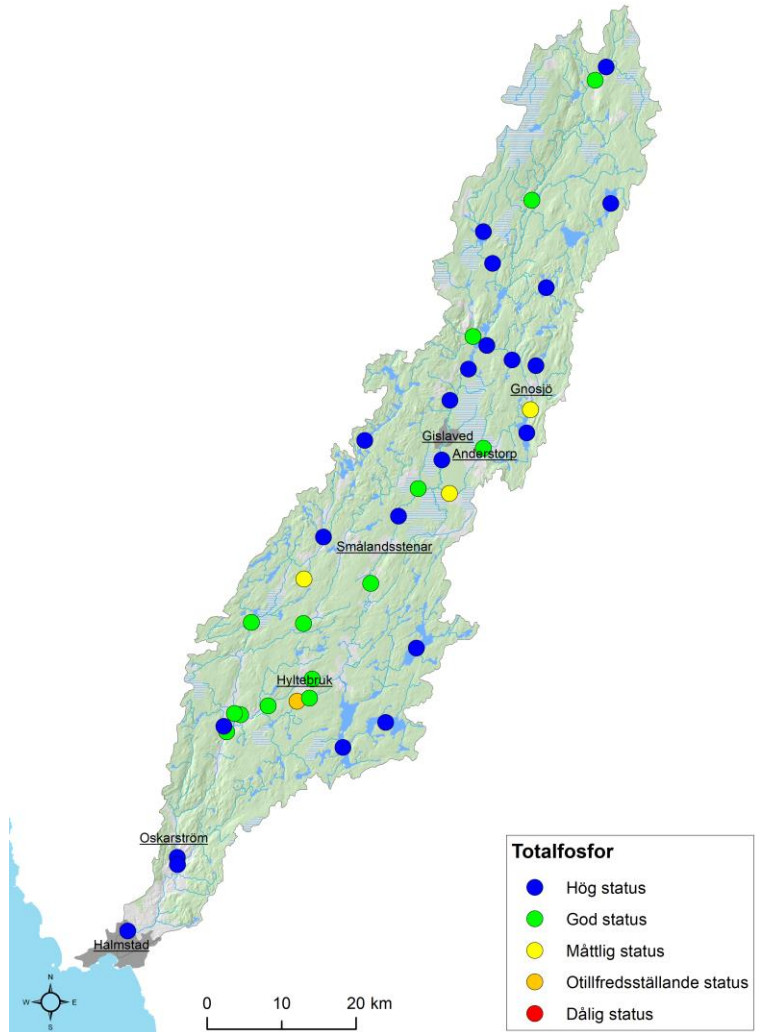 Gnosjö
Gislaved
Anderstorp
Smålandsstenar
Hyltebruk
Oskarström
Halmstad
Totalfosfor
Hög status
God status
Måttlig status
Otillfredsställande status
Dålig status
N
W E
S
0 10 20 km